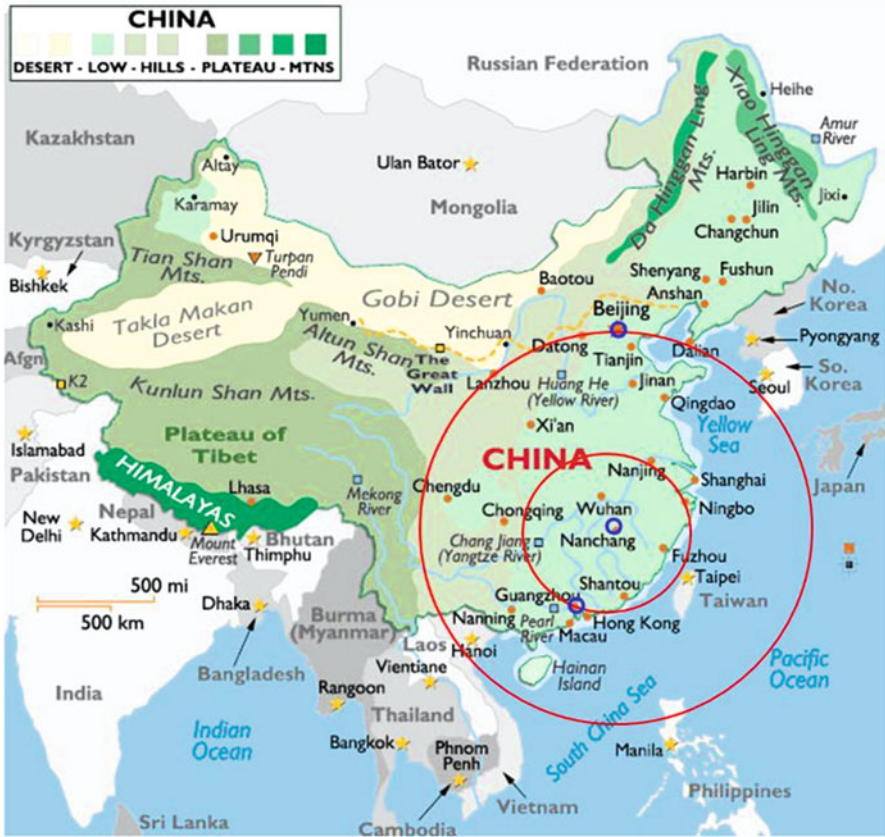 CHINA
DESERT - LOW - HILLS - PLATEAU - MTNS
Russian Federation
Kazakhstan
Heihe
Amur
River
Da Hinggan Ling
Mts.
Xiao Hinggan
Ling Mts.
Ulan Bator
Mongolia
Altay
Karamay
Harbin
Jixi
Jilin
Changchun
Kyrgyzstan
Bishkek
Urumqi
Turpan
Pendi
Tian Shan
Mts.
Baotou
Shenyang
Fushun
Anshan
No.
Korea
Gobi Desert
Beijing
Kashi
Takla Makan
Desert
Yumen
Yinchuan
Datong
Tianjin
Dalian
Pyongyang
Altun Shan
Mts.
The
Great
Wall
Afgn
K2
Kunlun Shan Mts.
Lanzhou
Huang He
(Yellow River)
Jinan
Seoul
So.
Korea
Qingdao
Yellow
Sea
Xi'an
Islamabad
Pakistan
Plateau of
Tibet
CHINA
Nanjing
Shanghai
Japan
HIMALAYAS
Lhasa
Mekong
River
Chengdu
Wuhan
Ningbo
New
Delhi
Nepal
Kathmandu
Mount
Everest
Bhutan
Thimphu
Chongqing
Chang Jiang
(Yangtze River)
Nanchang
Fuzhou
500 mi
500 km
Dhaka
Burma
(Myanmar)
Guangzhou
Shantou
Taipei
Taiwan
Nanning
Pearl
River
Hong Kong
Macau
Bangladesh
Laos
Hanoi
Vientiane
Hainan
Island
Pacific
Ocean
India
Rangoon
Indian
Ocean
Thailand
South China Sea
Bangkok
Phnom
Penh
Manila
Vietnam
Philippines
Sri Lanka
Cambodia